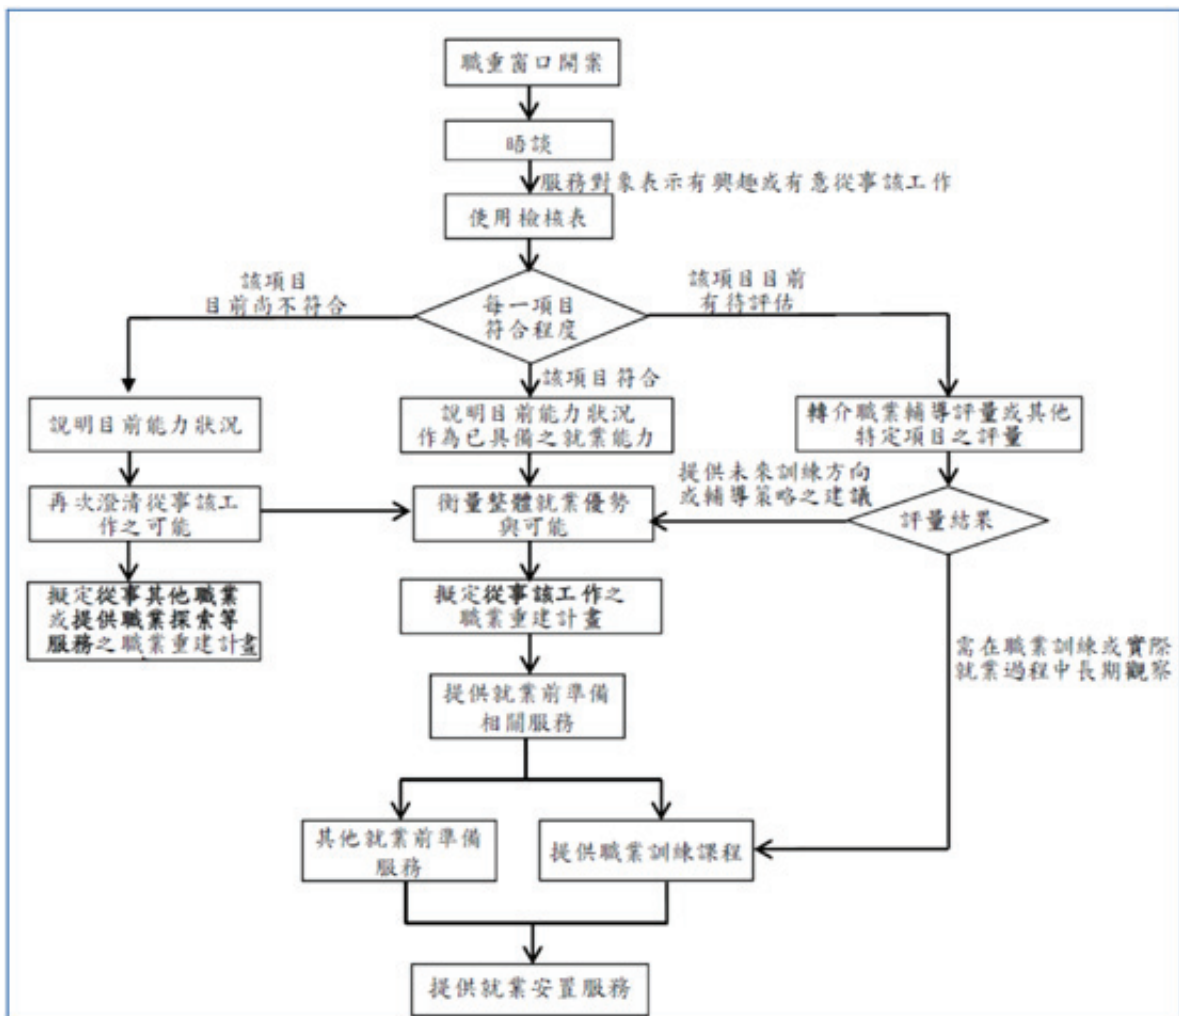 職重窗口開案
晤談
服務對象表示有興趣或有意從事該工作
使用檢核表
該項目
目前尚不符合
每一項目
符合程度
該項目目前
有待評估
該項目符合
說明目前能力狀況
說明目前能力狀況
作為已具備之就業能力
轉介職業輔導評量或其他
特定項目之評量
再次澄清從事該工
作之可能
衡量整體就業優勢
與可能
提供未來訓練方向
或輔導策略之建議
評量結果
擬定從事其他職業
或提供職業探索等
服務之職業重建計畫
擬定從事該工作之
職業重建計畫
需在職業訓練或實際
就業過程中長期觀察
提供就業前準備
相關服務
其他就業前準備
服務
提供職業訓練課程
提供就業安置服務